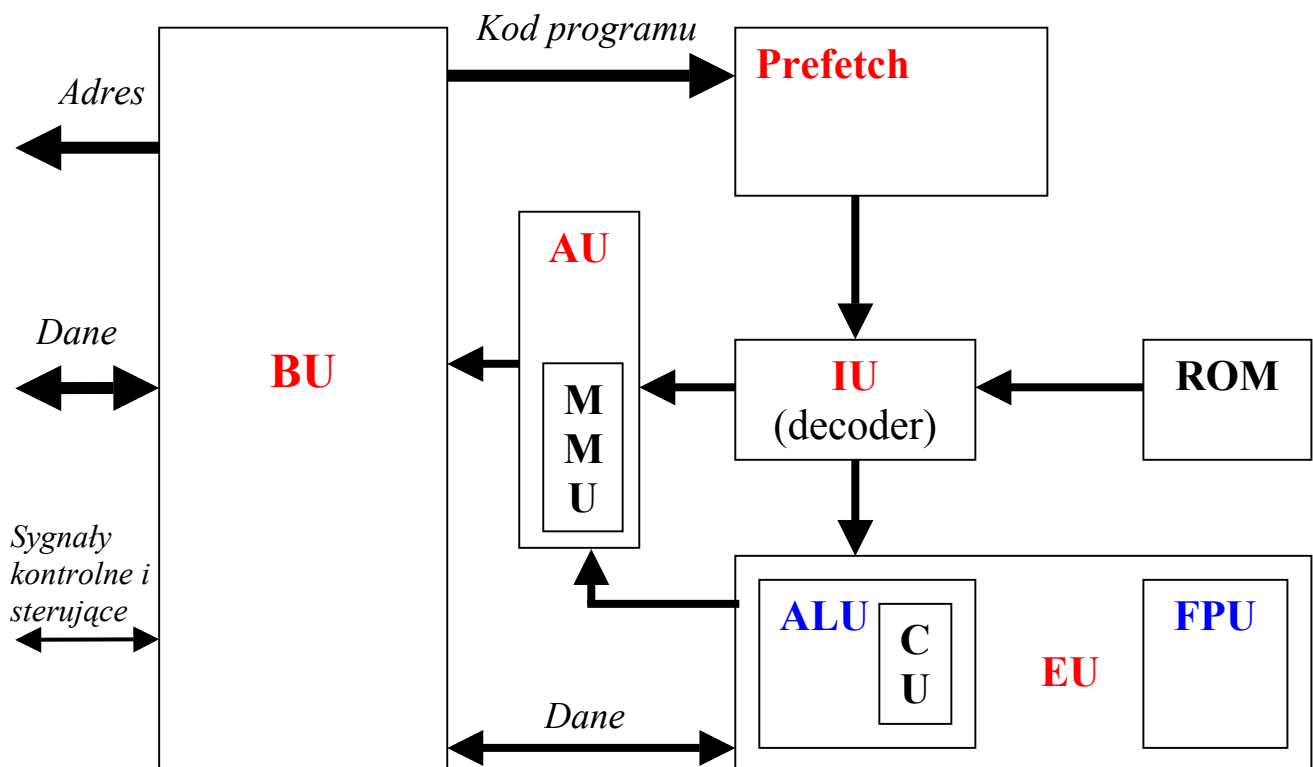 Kod programu
Prefetch
Adres
AU
Dane
BU
IU
(decoder)
ROM
M
M
U
Sygnały
kontrolne i
sterujące
ALU
C
U
EU
FPU
Dane